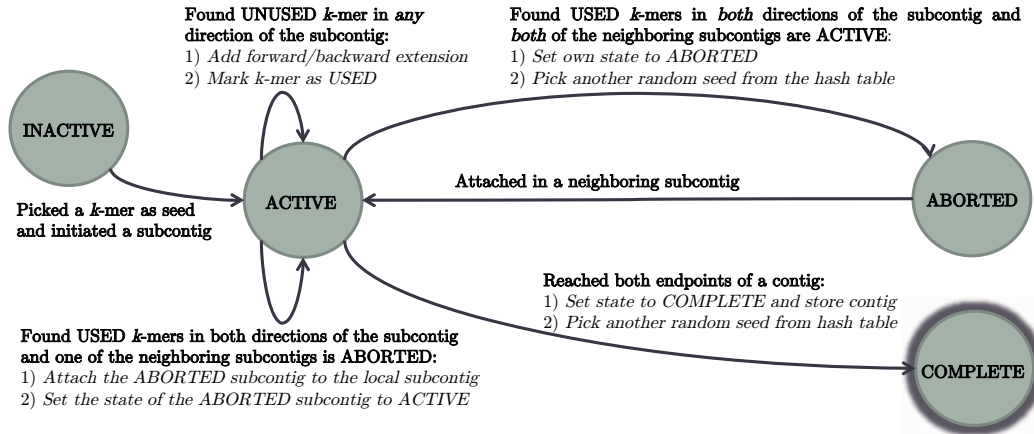 Found UNUSED k-mer in any
direction of the subcontig:
1) Add forward/backward extension
2) Mark k-mer as USED
Found USED k-mers in both directions of the subcontig and
both of the neighboring subcontigs are ACTIVE:
1) Set own state to ABORTED
2) Pick another random seed from the hash table
INACTIVE
ACTIVE
Attached in a neighboring subcontig
ABORTED
Picked a k-mer as seed
and initiated a subcontig
Reached both endpoints of a contig:
1) Set state to COMPLETE and store contig
2) Pick another random seed from hash table
Found USED k-mers in both directions of the subcontig
and one of the neighboring subcontigs is ABORTED:
1) Attach the ABORTED subcontig to the local subcontig
2) Set the state of the ABORTED subcontig to ACTIVE
COMPLETE